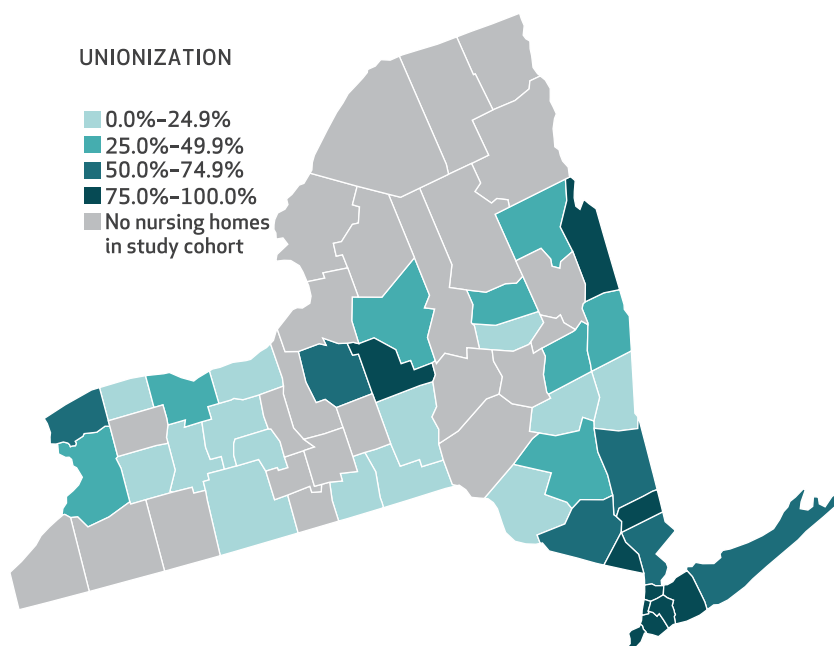 UNIONIZATION
0.0%–24.9%
25.0%–49.9%
50.0%–74.9%
75.0%–100.0%
No nursing homes
in study cohort